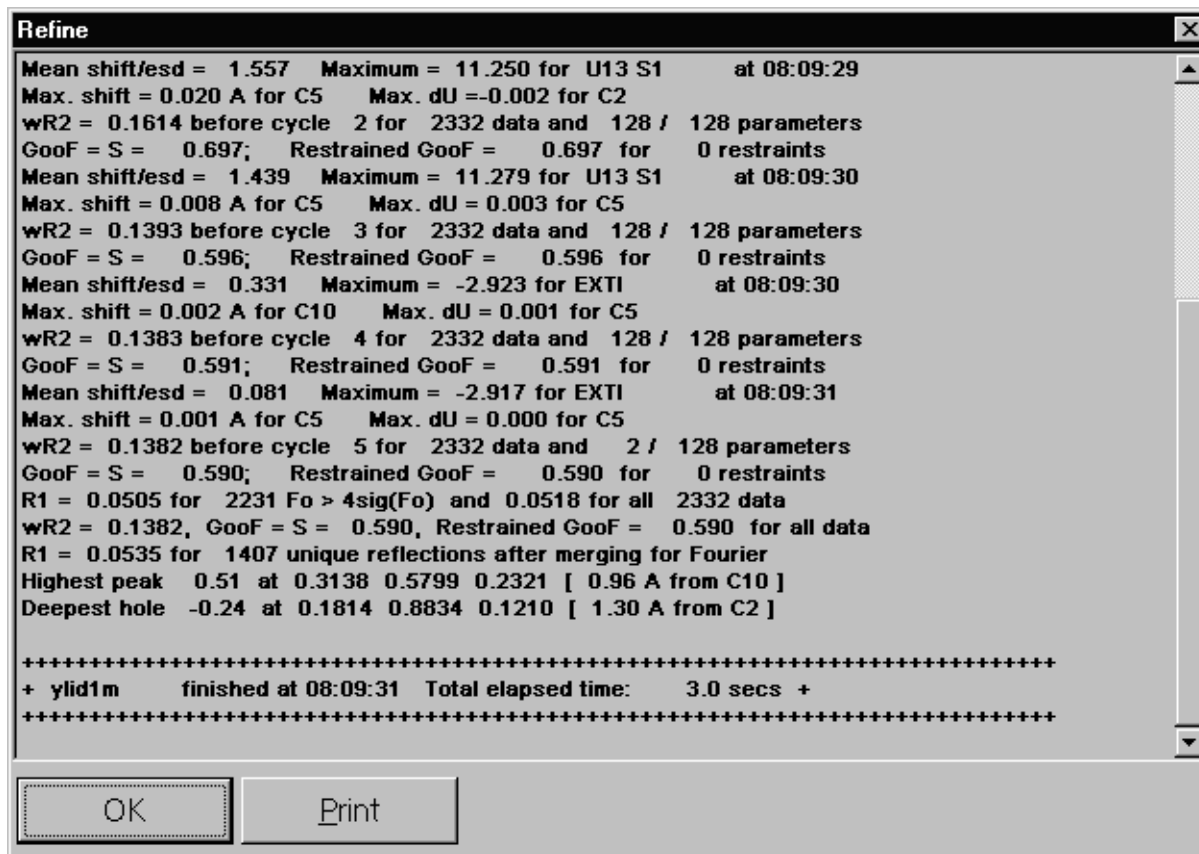 Refine
Mean shift/esd = 1.557 Maximum = 11.250 for U13 S1 at 08:09:29
Max. shift = 0.020 A for C5 Max. dU =-0.002 for C2
wR2 = 0.1614 before cycle 2 for 2332 data and 128 / 128 parameters
GooF = S = 0.697; Restrained GooF = 0.697 for 0 restraints
Mean shift/esd = 1.439 Maximum = 11.279 for U13 S1 at 08:09:30
Max. shift = 0.008 A for C5 Max. dU = 0.003 for C5
wR2 = 0.1393 before cycle 3 for 2332 data and 128 / 128 parameters
GooF = S = 0.596; Restrained GooF = 0.596 for 0 restraints
Mean shift/esd = 0.331 Maximum = -2.923 for EXTI at 08:09:30
Max. shift = 0.002 A for C10 Max. dU = 0.001 for C5
wR2 = 0.1383 before cycle 4 for 2332 data and 128 / 128 parameters
GooF = S = 0.591; Restrained GooF = 0.591 for 0 restraints
Mean shift/esd = 0.081 Maximum = -2.917 for EXTI at 08:09:31
Max. shift = 0.001 A for C5 Max. dU = 0.000 for C5
wR2 = 0.1382 before cycle 5 for 2332 data and 2 / 128 parameters
GooF = S = 0.590; Restrained GooF = 0.590 for 0 restraints
R1 = 0.0505 for 2231 Fo > 4sig(Fo) and 0.0518 for all 2332 data
wR2 = 0.1382, GooF = S = 0.590, Restrained GooF = 0.590 for all data
R1 = 0.0535 for 1407 unique reflections after merging for Fourier
Highest peak 0.51 at 0.3138 0.5799 0.2321 [ 0.96 A from C10 ]
Deepest hole -0.24 at 0.1814 0.8834 0.1210 [ 1.30 A from C2 ]
+++++++++++++++++++++++++++++++++++++++++++++++++++++++++++++++++++++++++++++
+ ylid1m finished at 08:09:31 Total elapsed time: 3.0 secs +
+++++++++++++++++++++++++++++++++++++++++++++++++++++++++++++++++++++++++++++
OK
Print